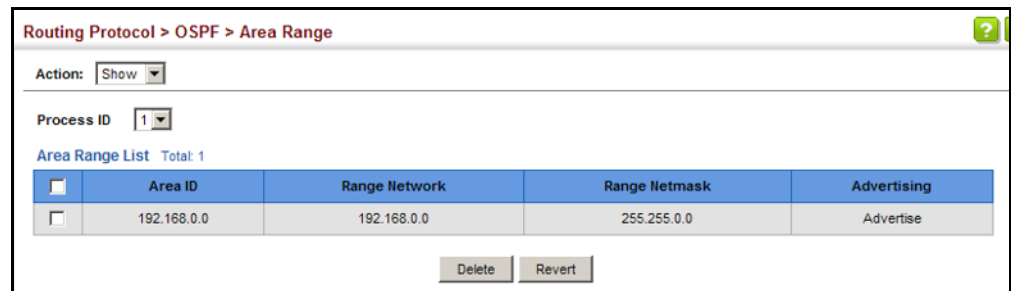 Routing Protocol > OSPF > Area Range
?
Action: Show
Process ID 1
Area Range List Total: 1
Area ID Range Network Range Netmask Advertising
192.168.0.0 192.168.0.0 255.255.0.0 Advertise
Delete Revert